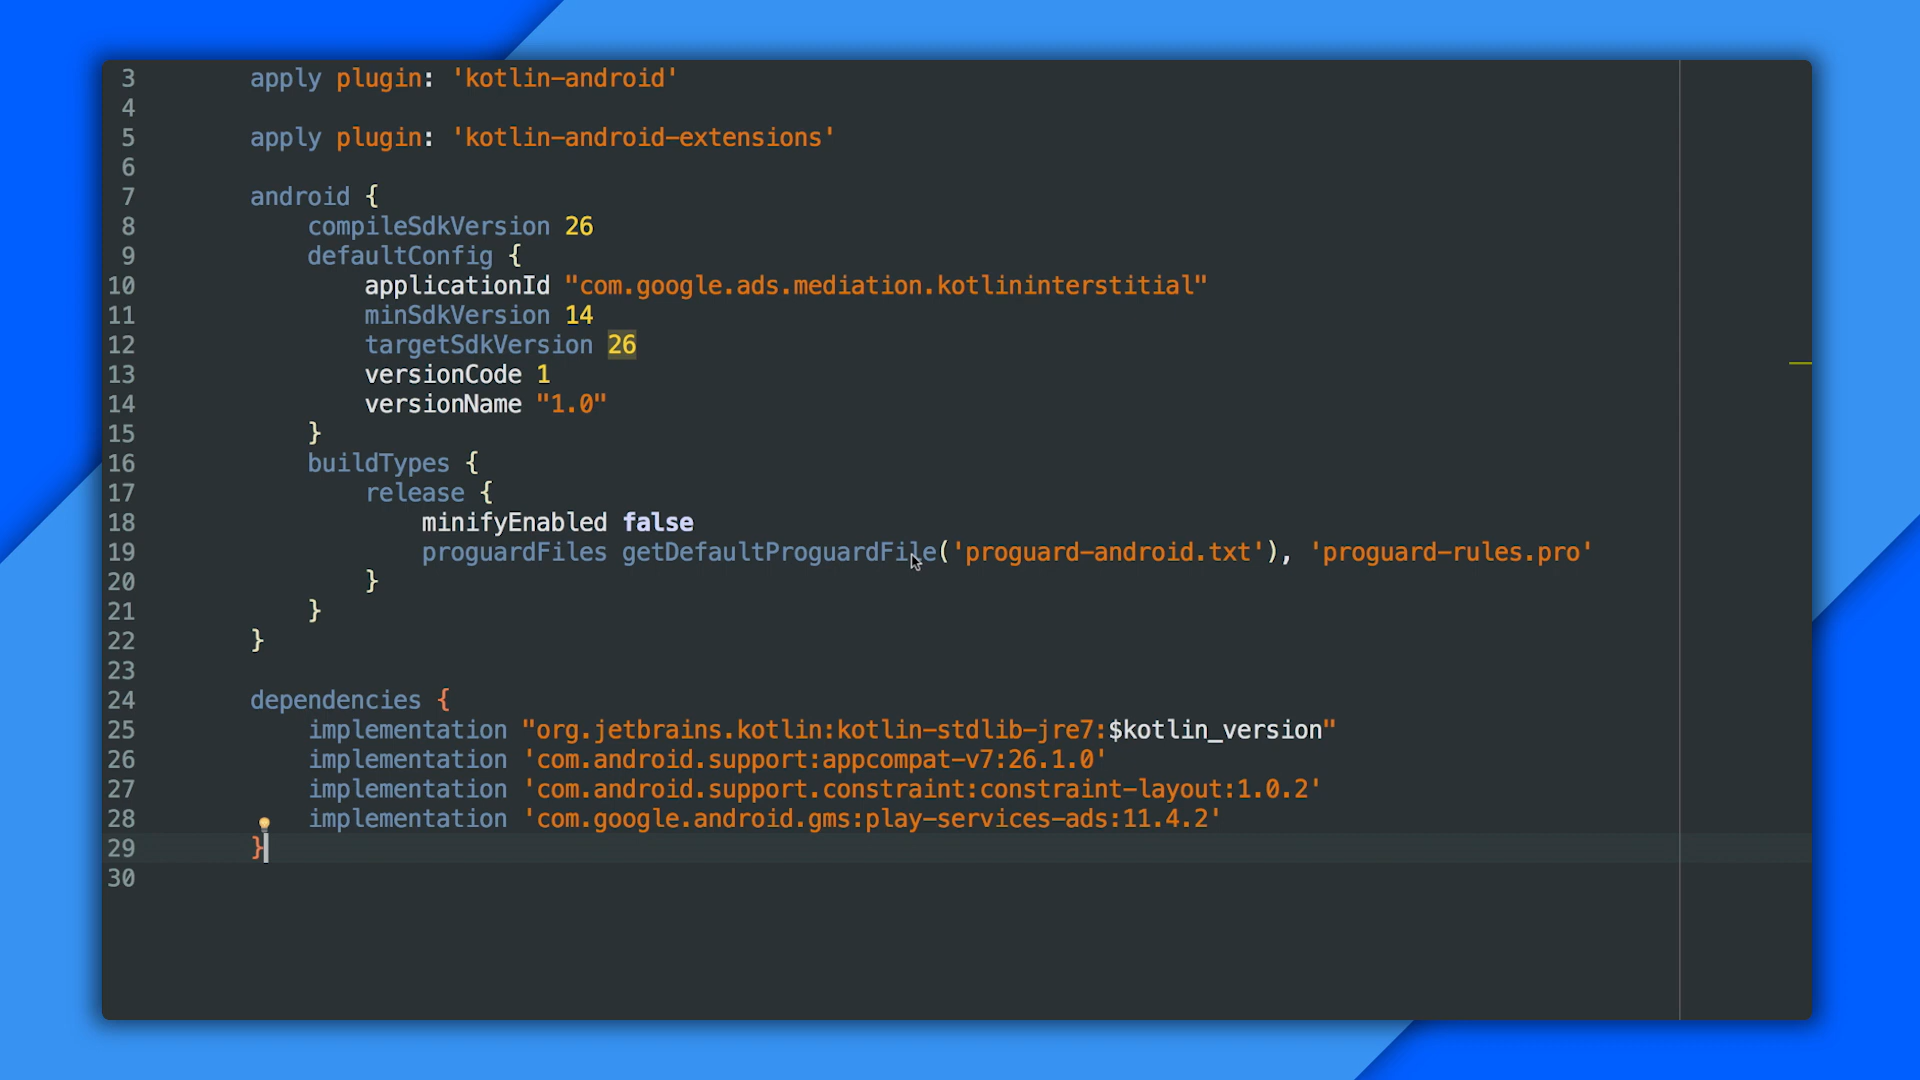 3 apply plugin: 'kotlin-android'
4
5 apply plugin: 'kotlin-android-extensions'
6
7 android {
8 compileSdkVersion 26
9 defaultConfig {
10 applicationId "com.google.ads.mediation.kotlininterstitial"
11 minSdkVersion 14
12 targetSdkVersion 26
13 versionCode 1
14 versionName "1.0"
15 }
16 buildTypes {
17 release {
18 minifyEnabled false
19 proguardFiles getDefaultProguardFile('proguard-android.txt'), 'proguard-rules.pro'
20 }
21 }
22 }
23
24 dependencies {
25 implementation "org.jetbrains.kotlin:kotlin-stdlib-jre7:$kotlin_version"
26 implementation 'com.android.support:appcompat-v7:26.1.0'
27 implementation 'com.android.support.constraint:constraint-layout:1.0.2'
28 implementation 'com.google.android.gms:play-services-ads:11.4.2'
29 }
30